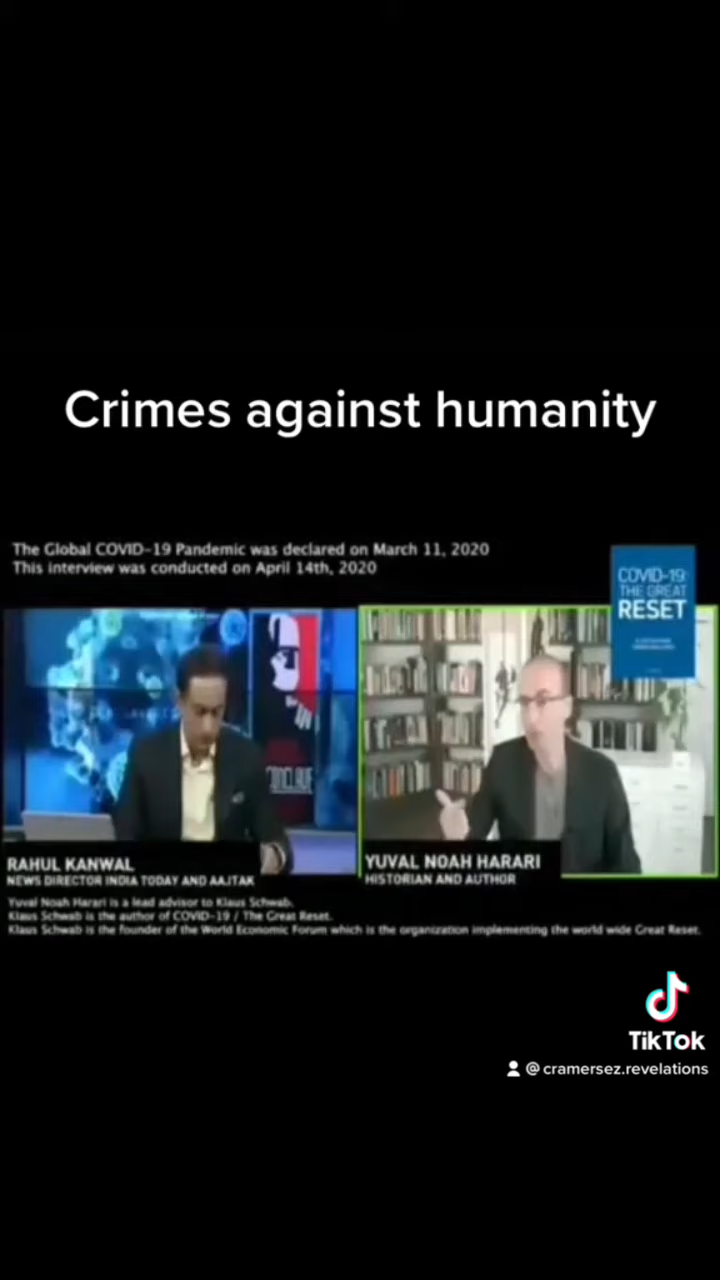 Crimes against humanity
The Global COVID-19 Pandemic was declared on March 11, 2020
This interview was conducted on April 14th, 2020
COVID-19:
THE GREAT
RESET
CONCLAVE
RAHUL KANWAL
NEWS DIRECTOR INDIA TODAY AND AAJTAK
YUVAL NOAH HARARI
HISTORIAN AND AUTHOR
Yuval Noah Harari is a lead advisor to Klaus Schwab.
Klaus Schwab is the author of COVID-19 / The Great Reset.
Klaus Schwab is the founder of the World Economic Forum which is the organization implementing the world wide Great Reset.
TikTok
@cramersez.revelations